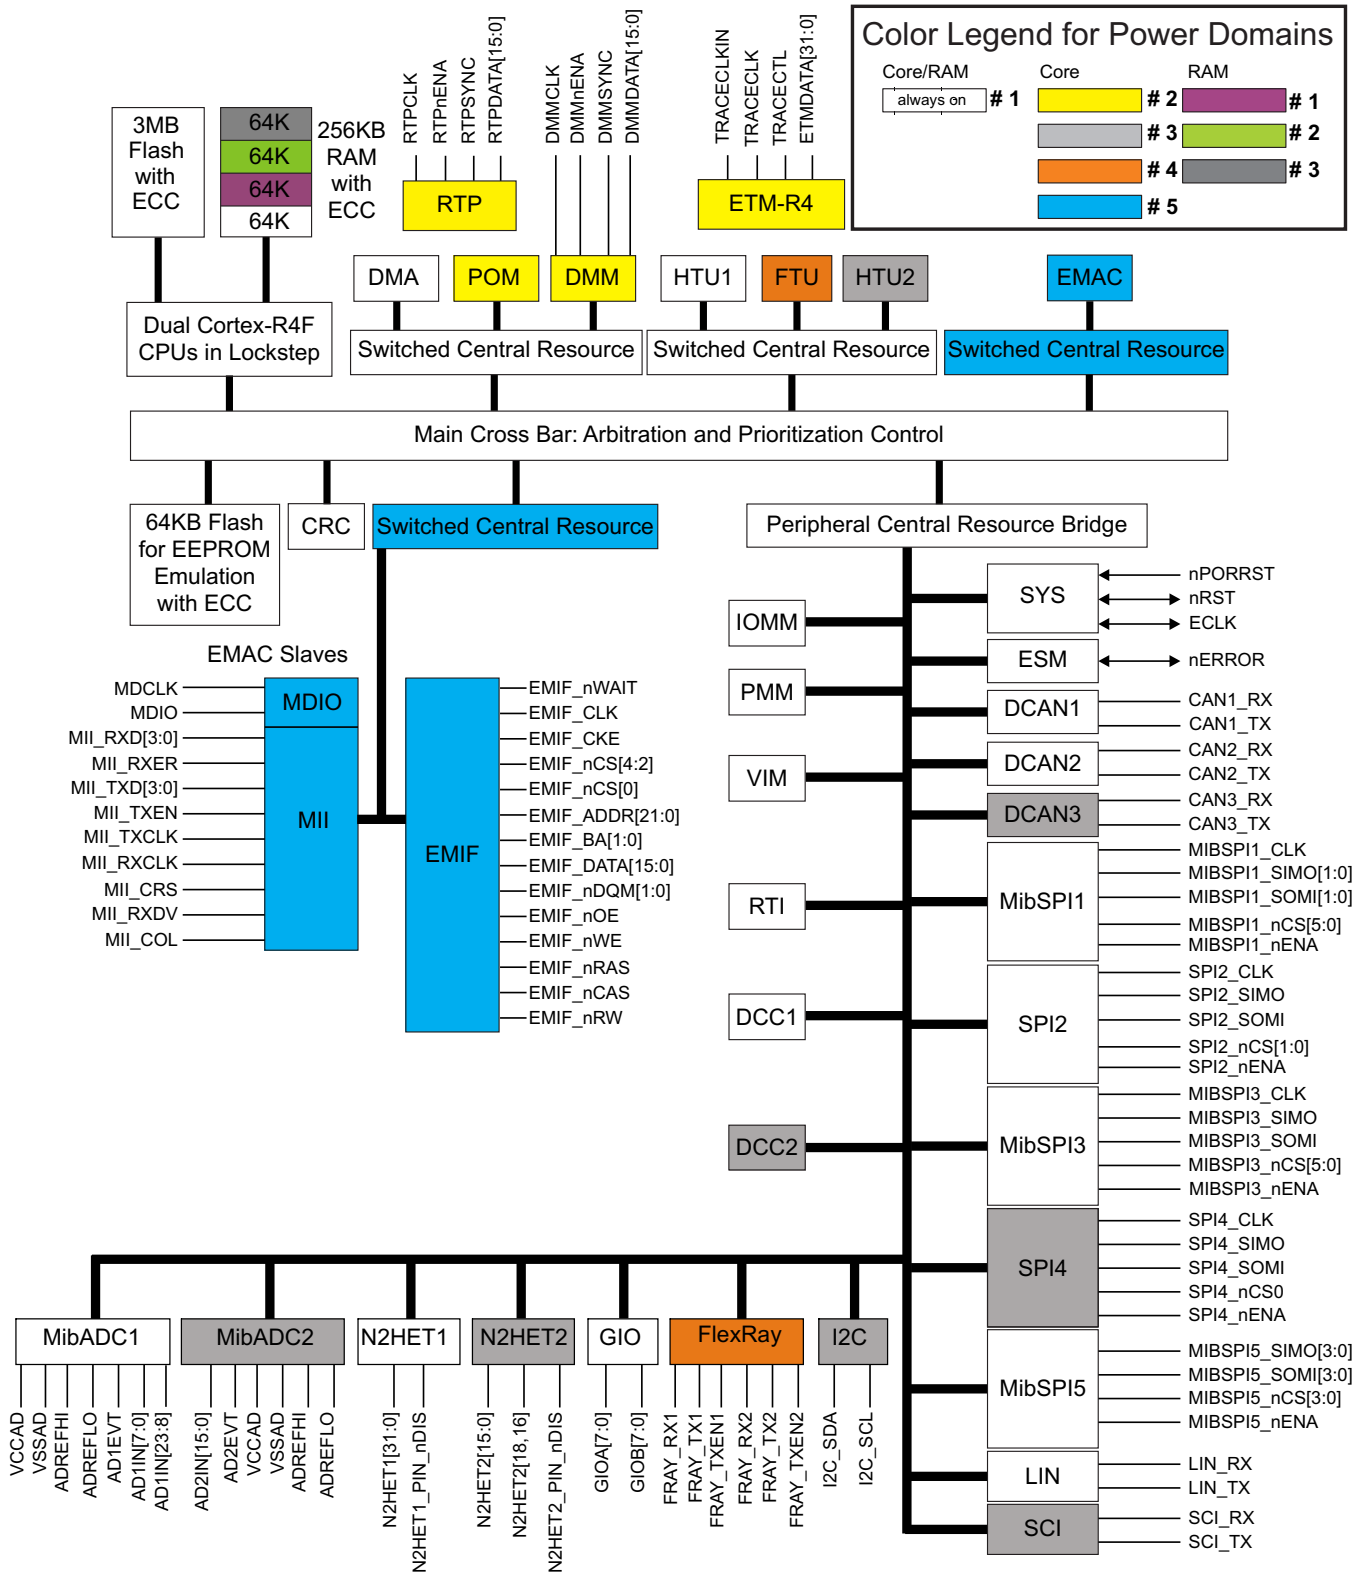 Color Legend for Power Domains
Core/RAM
Core
RAM
always on
# 1
# 2
# 1
# 3
# 2
# 4
# 3
# 5
3MB
Flash
with
ECC
64K
64K
64K
64K
256KB
RAM
with
ECC
RTPCLK
RTPnENA
RTPSYNC
RTPDATA[15:0]
RTP
DMMCLK
DMMnENA
DMMSYNC
DMMDATA[15:0]
TRACECLKIN
TRACECLK
TRACECTL
ETMDATA[31:0]
ETM-R4
DMA
POM
DMM
HTU1
FTU
HTU2
EMAC
Dual Cortex-R4F
CPUs in Lockstep
Switched Central Resource
Switched Central Resource
Switched Central Resource
Main Cross Bar: Arbitration and Prioritization Control
64KB Flash
for EEPROM
Emulation
with ECC
CRC
Switched Central Resource
Peripheral Central Resource Bridge
EMAC Slaves
MDCLK
MDIO
MII_RXD[3:0]
MII_RXER
MII_TXD[3:0]
MII_TXEN
MII_TXCLK
MII_RXCLK
MII_CRS
MII_RXDV
MII_COL
MDIO
MII
EMIF
EMIF_nWAIT
EMIF_CLK
EMIF_CKE
EMIF_nCS[4:2]
EMIF_nCS[0]
EMIF_ADDR[21:0]
EMIF_BA[1:0]
EMIF_DATA[15:0]
EMIF_nDQM[1:0]
EMIF_nOE
EMIF_nWE
EMIF_nRAS
EMIF_nCAS
EMIF_nRW
IOMM
PMM
VIM
RTI
DCC1
DCC2
SYS
nPORRST
nRST
ECLK
ESM
nERROR
DCAN1
CAN1_RX
CAN1_TX
DCAN2
CAN2_RX
CAN2_TX
DCAN3
CAN3_RX
CAN3_TX
MibSPI1
MIBSPI1_CLK
MIBSPI1_SIMO[1:0]
MIBSPI1_SOMI[1:0]
MIBSPI1_nCS[5:0]
MIBSPI1_nENA
SPI2
SPI2_CLK
SPI2_SIMO
SPI2_SOMI
SPI2_nCS[1:0]
SPI2_nENA
MibSPI3
MIBSPI3_CLK
MIBSPI3_SIMO
MIBSPI3_SOMI
MIBSPI3_nCS[5:0]
MIBSPI3_nENA
SPI4
SPI4_CLK
SPI4_SIMO
SPI4_SOMI
SPI4_nCS0
SPI4_nENA
MibSPI5
MIBSPI5_SIMO[3:0]
MIBSPI5_SOMI[3:0]
MIBSPI5_nCS[3:0]
MIBSPI5_nENA
LIN
LIN_RX
LIN_TX
SCI
SCI_RX
SCI_TX
MibADC1
MibADC2
N2HET1
N2HET2
GIO
FlexRay
I2C
VCCAD
VSSAD
ADREFHI
ADREFLO
AD1EVT
AD1IN[7:0]
AD1IN[23:8]
AD2IN[15:0]
AD2EVT
VCCAD
VSSAD
ADREFHI
ADREFLO
N2HET1[31:0]
N2HET1_PIN_nDIS
N2HET2[15:0]
N2HET2[18,16]
N2HET2_PIN_nDIS
GIOA[7:0]
GIOB[7:0]
FRAY_RX1
FRAY_TX1
FRAY_TXEN1
FRAY_RX2
FRAY_TX2
FRAY_TXEN2
I2C_SDA
I2C_SCL